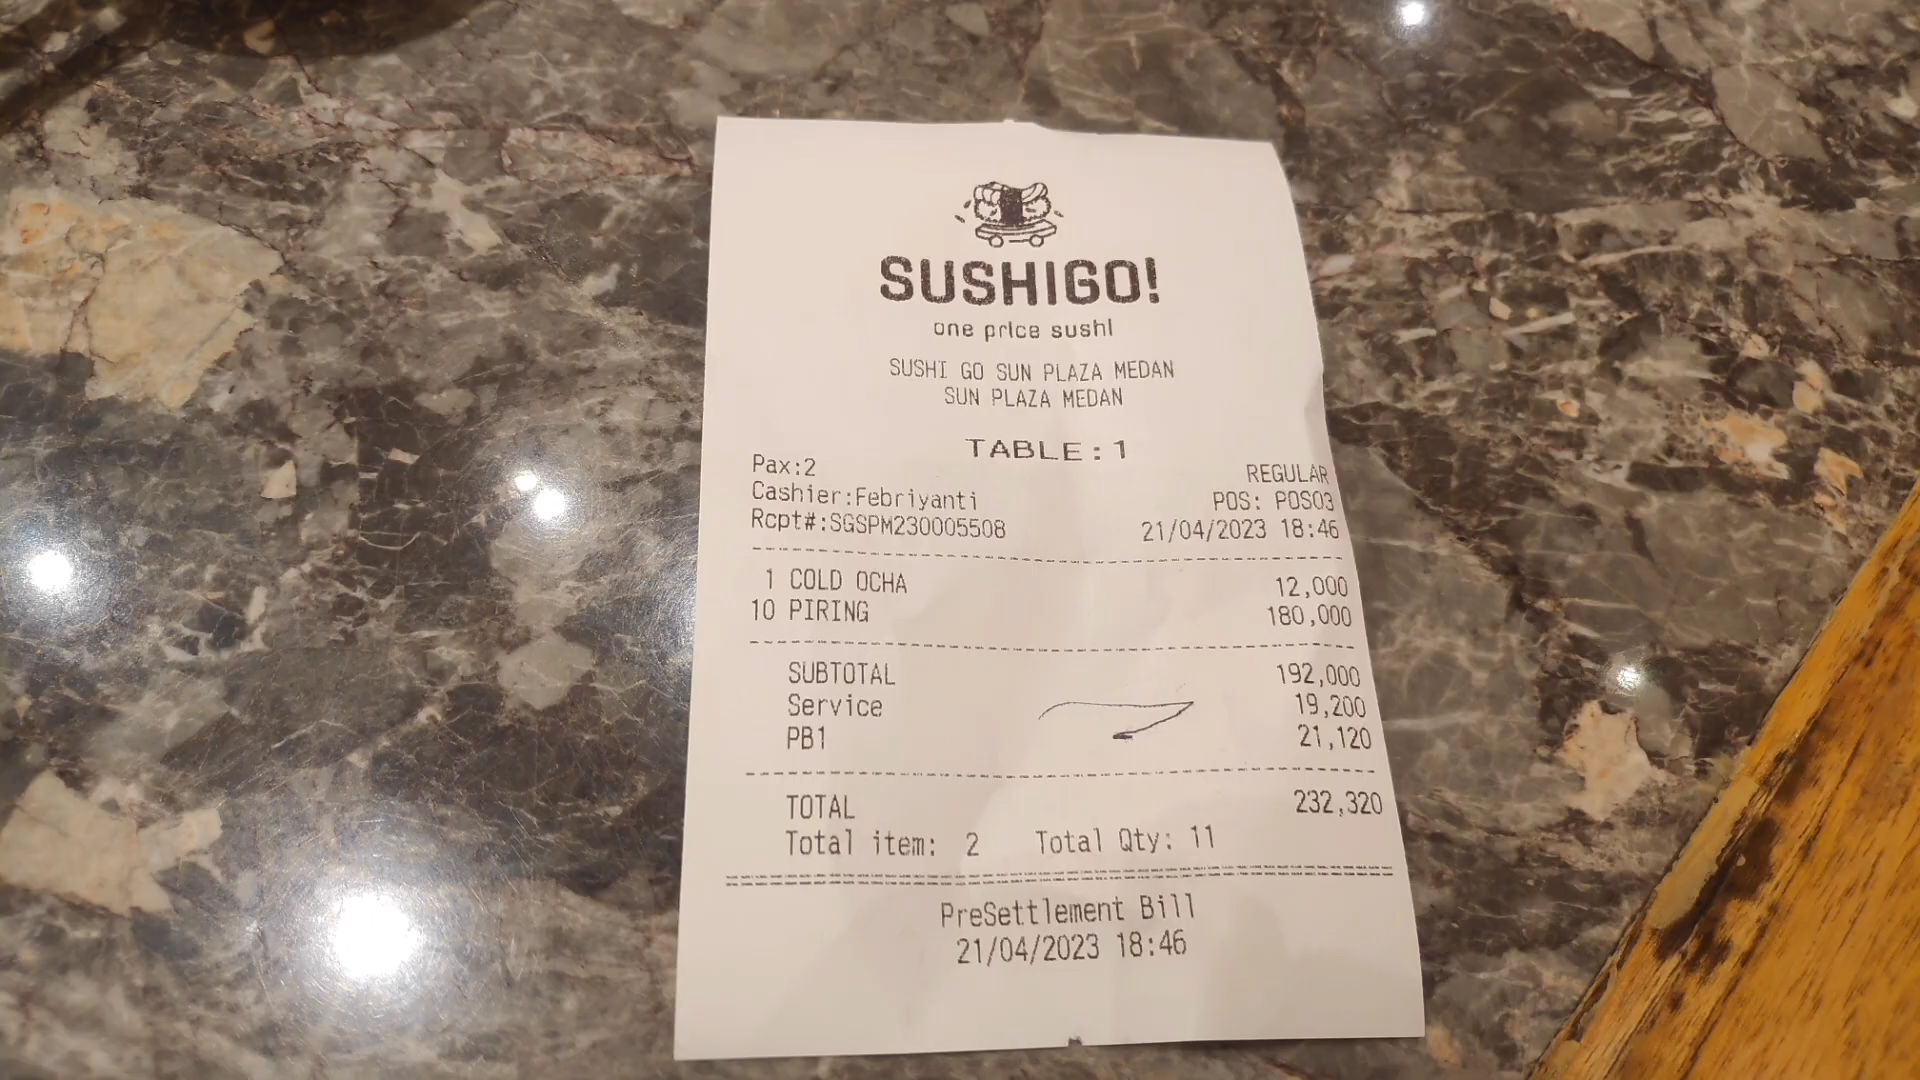 SUSHIGO!
one price sushi
SUSHI GO SUN PLAZA MEDAN
SUN PLAZA MEDAN
TABLE : 1
Pax:2 REGULAR
Cashier:Febriyanti POS: POS03
Rcpt#:SGSPM230005508 21/04/2023 18:46
1 COLD OCHA 12,000
10 PIRING 180,000
SUBTOTAL 192,000
Service 19,200
PB1 21,120
TOTAL 232,320
Total item: 2 Total Qty: 11
PreSettlement Bill
21/04/2023 18:46